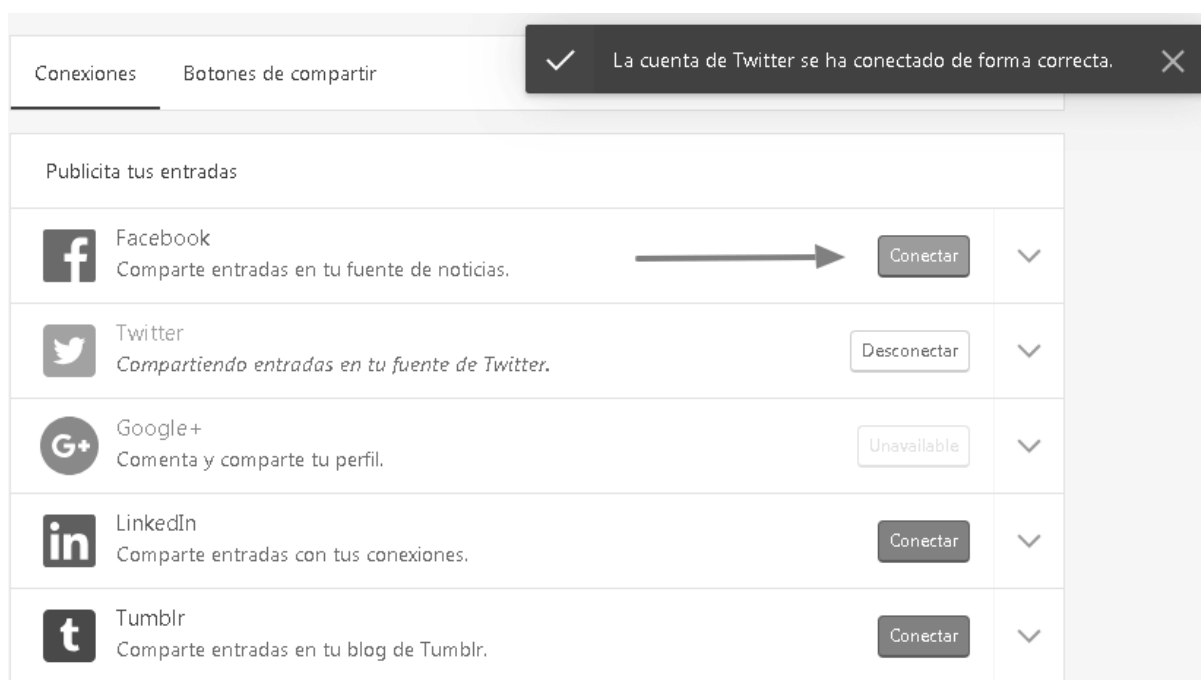 Conexiones Botones de compartir
La cuenta de Twitter se ha conectado de forma correcta.
Publicita tus entradas
Facebook
Comparte entradas en tu fuente de noticias.
Conectar
Twitter
Compartiendo entradas en tu fuente de Twitter.
Desconectar
G+
Google+
Comenta y comparte tu perfil.
Unavailable
in
LinkedIn
Comparte entradas con tus conexiones.
Conectar
t
Tumblr
Comparte entradas en tu blog de Tumblr.
Conectar